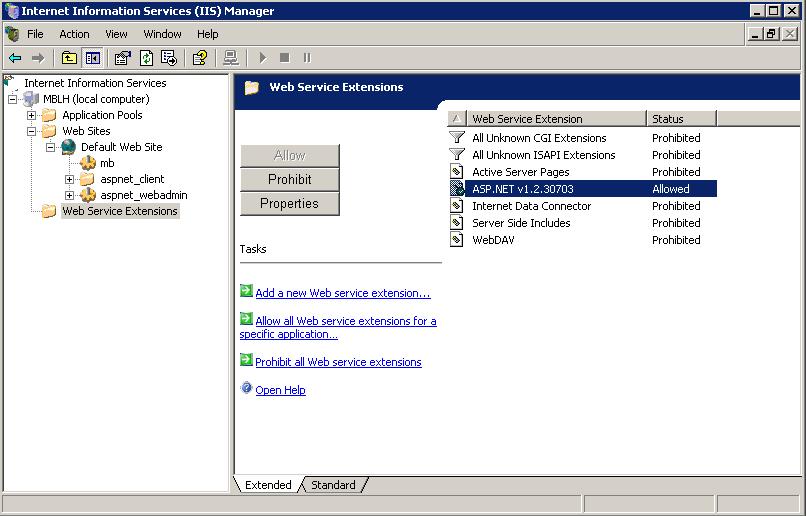 Internet Information Services (IIS) Manager
File Action View Window Help
Internet Information Services
MBLH (local computer)
Application Pools
Web Sites
Default Web Site
mb
aspnet_client
aspnet_webadmin
Web Service Extensions
Web Service Extensions
Allow
Prohibit
Properties
Tasks
Add a new Web service extension...
Allow all Web service extensions for a
specific application...
Prohibit all Web service extensions
Open Help
Web Service Extension Status
All Unknown CGI Extensions Prohibited
All Unknown ISAPI Extensions Prohibited
Active Server Pages Prohibited
ASP.NET v1.2.30703 Allowed
Internet Data Connector Prohibited
Server Side Includes Prohibited
WebDAV Prohibited
Extended Standard